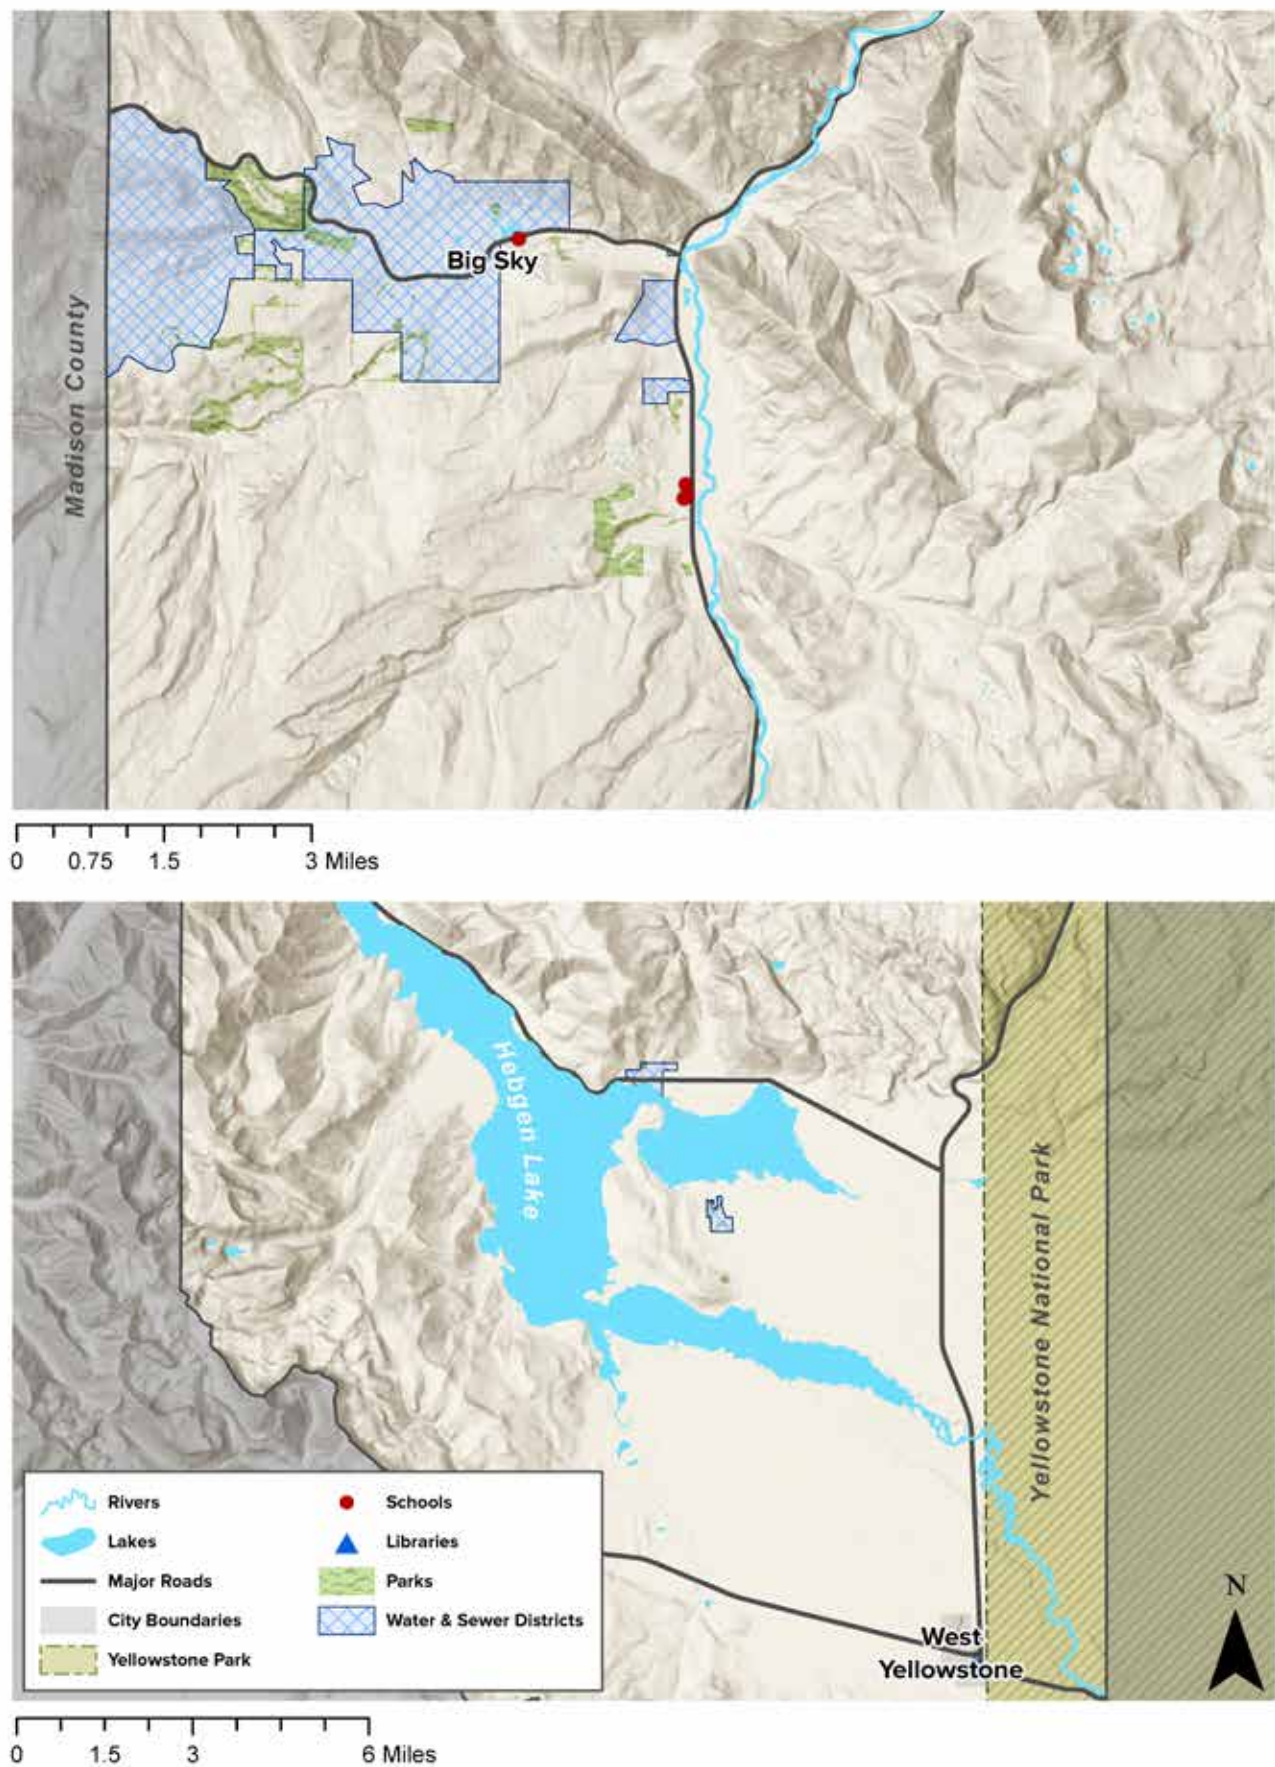 Big Sky
Madison County
0 0.75 1.5 3 Miles
Hebgen Lake
Yellowstone National Park
Rivers
Lakes
Major Roads
City Boundaries
Yellowstone Park
Schools
Libraries
Parks
Water & Sewer Districts
West
Yellowstone
N
0 1.5 3 6 Miles